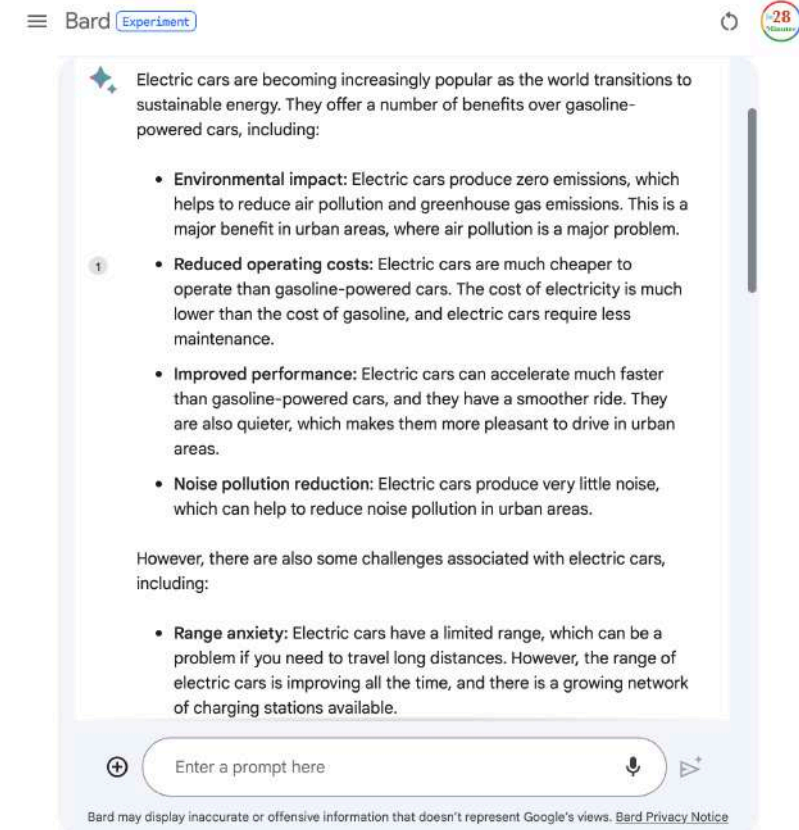 Bard Experiment
28
Minutes
Electric cars are becoming increasingly popular as the world transitions to
sustainable energy. They offer a number of benefits over gasoline-
powered cars, including:
• Environmental impact: Electric cars produce zero emissions, which
helps to reduce air pollution and greenhouse gas emissions. This is a
major benefit in urban areas, where air pollution is a major problem.
1
• Reduced operating costs: Electric cars are much cheaper to
operate than gasoline-powered cars. The cost of electricity is much
lower than the cost of gasoline, and electric cars require less
maintenance.
• Improved performance: Electric cars can accelerate much faster
than gasoline-powered cars, and they have a smoother ride. They
are also quieter, which makes them more pleasant to drive in urban
areas.
• Noise pollution reduction: Electric cars produce very little noise,
which can help to reduce noise pollution in urban areas.
However, there are also some challenges associated with electric cars,
including:
• Range anxiety: Electric cars have a limited range, which can be a
problem if you need to travel long distances. However, the range of
electric cars is improving all the time, and there is a growing network
of charging stations available.
Enter a prompt here
Bard may display inaccurate or offensive information that doesn't represent Google's views. Bard Privacy Notice